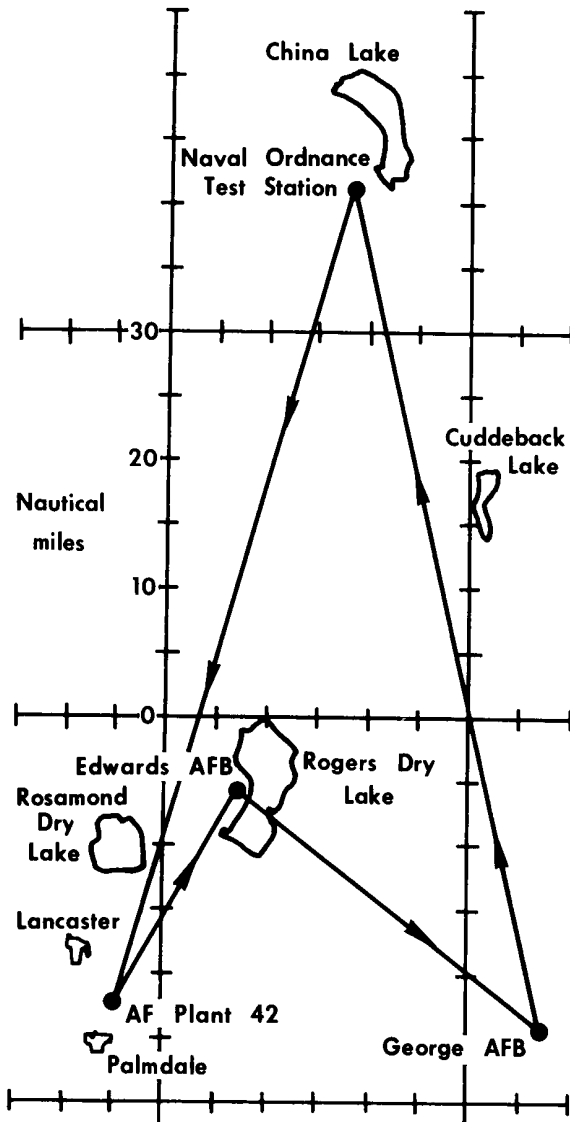 China Lake
Naval Ordnance
Test Station
30
Cuddeback
Lake
20
Nautical
miles
10
0
Edwards AFB
Rogers Dry
Lake
Rosamond
Dry
Lake
Lancaster
AF Plant 42
Palmdale
George AFB